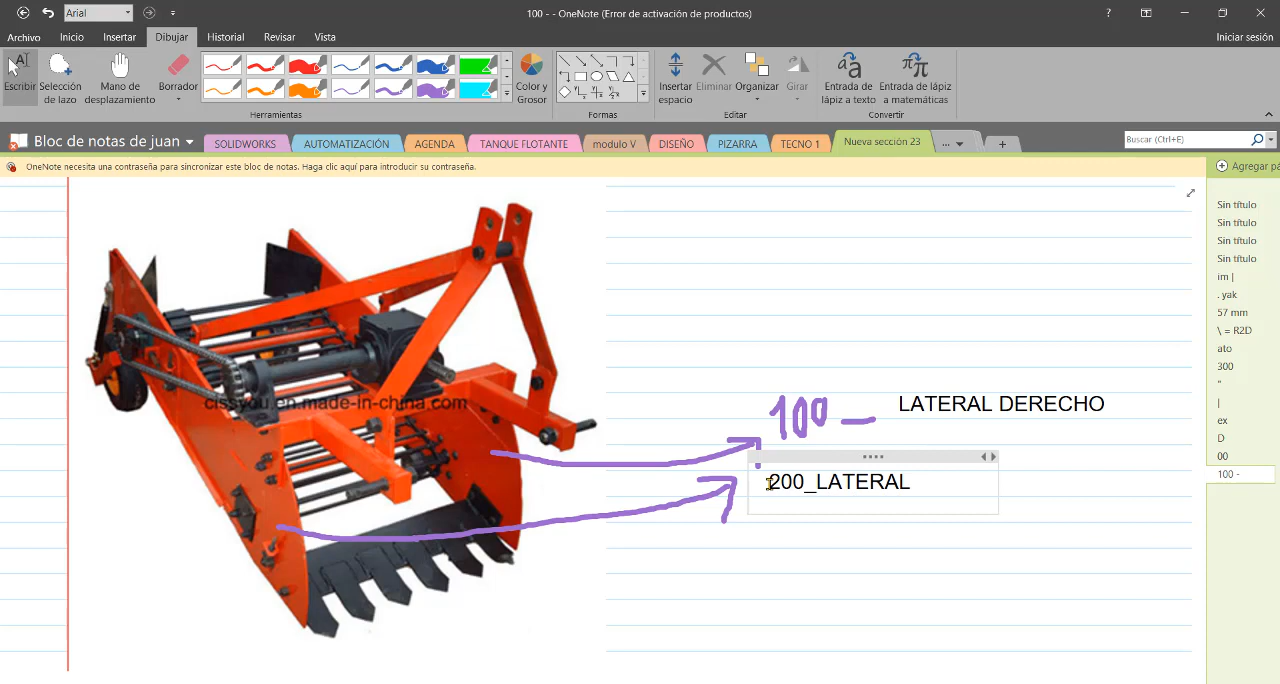 Arial
100 - - OneNote (Error de activación de productos)
?
Archivo Inicio Insertar Dibujar Historial Revisar Vista
Iniciar sesión
Escribir
Selección de lazo
Mano de desplazamiento
Borrador
Color y Grosor
Insertar espacio
Eliminar
Organizar
Girar
Entrada de lápiz a texto
Entrada de lápiz a matemáticas
Herramientas
Formas
Editar
Convertir
Bloc de notas de juan
SOLIDWORKS
AUTOMATIZACIÓN
AGENDA
TANQUE FLOTANTE
modulo V
DISEÑO
PIZARRA
TECNO 1
Nueva sección 23
...
+
Buscar (Ctrl+E)
OneNote necesita una contraseña para sincronizar este bloc de notas. Haga clic aquí para introducir su contraseña.
Agregar pá
Sin título
Sin título
Sin título
Sin título
im |
. yak
57 mm
\ = R2D
ato
300
"
|
ex
D
00
100 -
cissyou.en.made-in-china.com
100 — LATERAL DERECHO
200_LATERAL